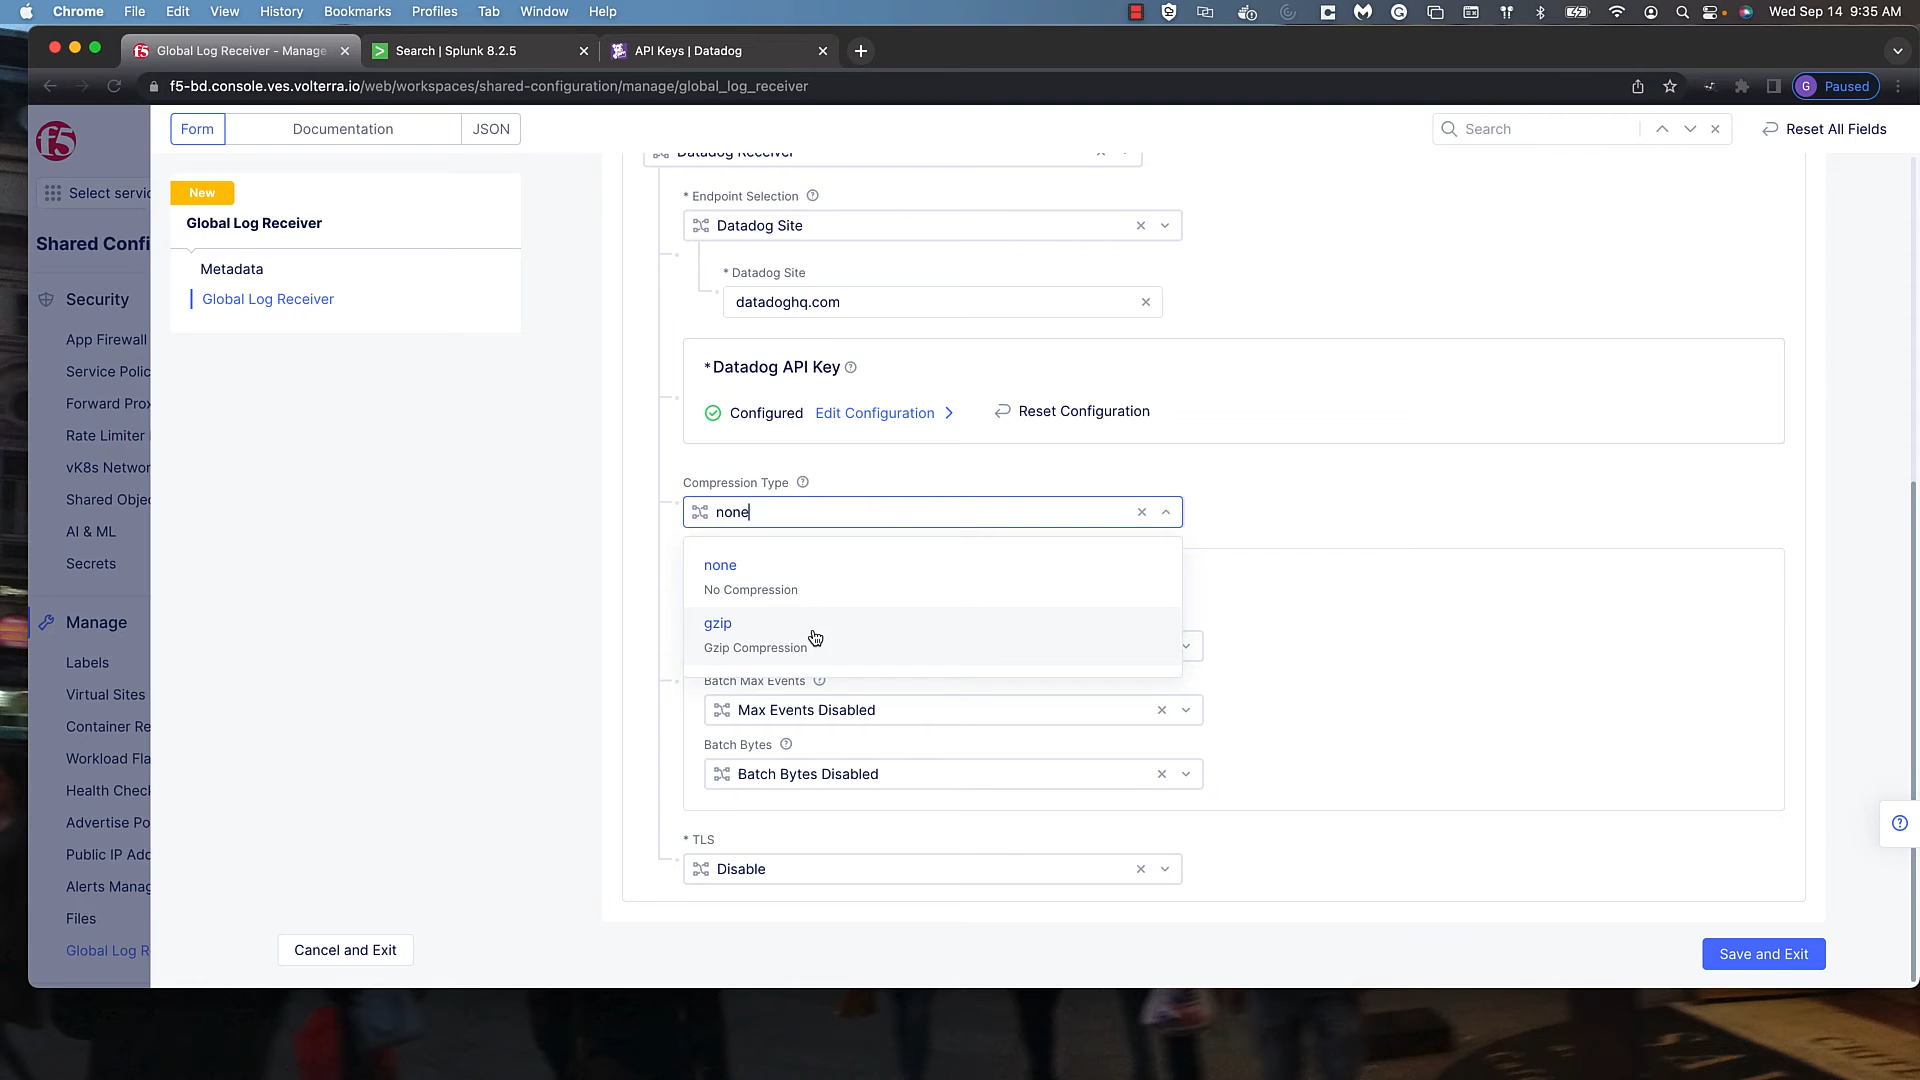 Chrome File Edit View History Bookmarks Profiles Tab Window Help Wed Sep 14 9:35 AM
Global Log Receiver - Manage Search | Splunk 8.2.5 API Keys | Datadog
f5-bd.console.ves.volterra.io/web/workspaces/shared-configuration/manage/global_log_receiver G Paused
f5 Form Documentation JSON Search Reset All Fields
Datadog Receiver
Select servic
New
Global Log Receiver
Metadata
Global Log Receiver
Shared Confi
Security
App Firewall
Service Polic
Forward Prox
Rate Limiter
vK8s Networ
Shared Obje
AI & ML
Secrets
Manage
Labels
Virtual Sites
Container Re
Workload Fla
Health Check
Advertise Po
Public IP Add
Alerts Manag
Files
Global Log R
* Endpoint Selection
Datadog Site
* Datadog Site
datadoghq.com
* Datadog API Key
Configured Edit Configuration Reset Configuration
Compression Type
none
none
No Compression
gzip
Gzip Compression
Batch Max Events
Max Events Disabled
Batch Bytes
Batch Bytes Disabled
* TLS
Disable
Cancel and Exit Save and Exit